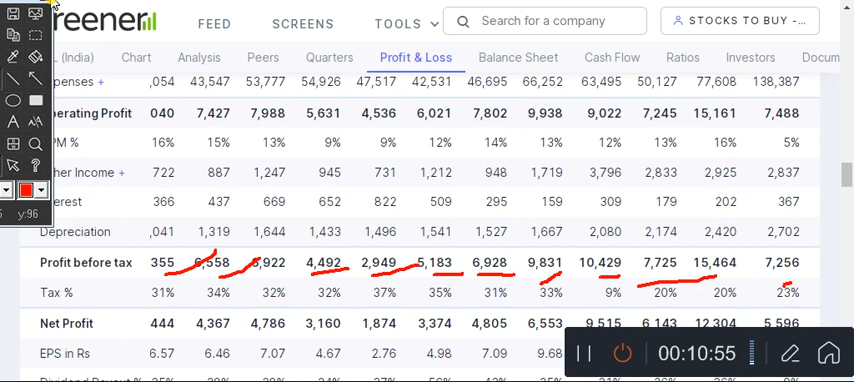 reener
FEED SCREENS TOOLS
Search for a company
STOCKS TO BUY -...
L (India) Chart Analysis Peers Quarters Profit & Loss Balance Sheet Cash Flow Ratios Investors Docum
penses + ,054 43,547 53,777 54,926 47,517 42,531 46,695 66,252 63,495 50,127 77,608 138,387
perating Profit 040 7,427 7,988 5,631 4,536 6,021 7,802 9,938 9,022 7,245 15,161 7,488
PM % 16% 15% 13% 9% 9% 12% 14% 13% 12% 13% 16% 5%
her Income + 722 887 1,247 945 731 1,212 948 1,719 3,796 2,833 2,925 2,837
erest 366 437 669 652 822 509 295 159 309 179 202 367
Depreciation ,041 1,319 1,644 1,433 1,496 1,541 1,527 1,667 2,080 2,174 2,420 2,702
y:96
Profit before tax 355 6,558 6,922 4,492 2,949 5,183 6,928 9,831 10,429 7,725 15,464 7,256
Tax % 31% 34% 32% 32% 37% 35% 31% 33% 9% 20% 20% 23%
Net Profit 444 4,367 4,786 3,160 1,874 3,374 4,805 6,553 9,515 6,143 12,304 5,596
EPS in Rs 6.57 6.46 7.07 4.67 2.76 4.98 7.09 9.68
00:10:55